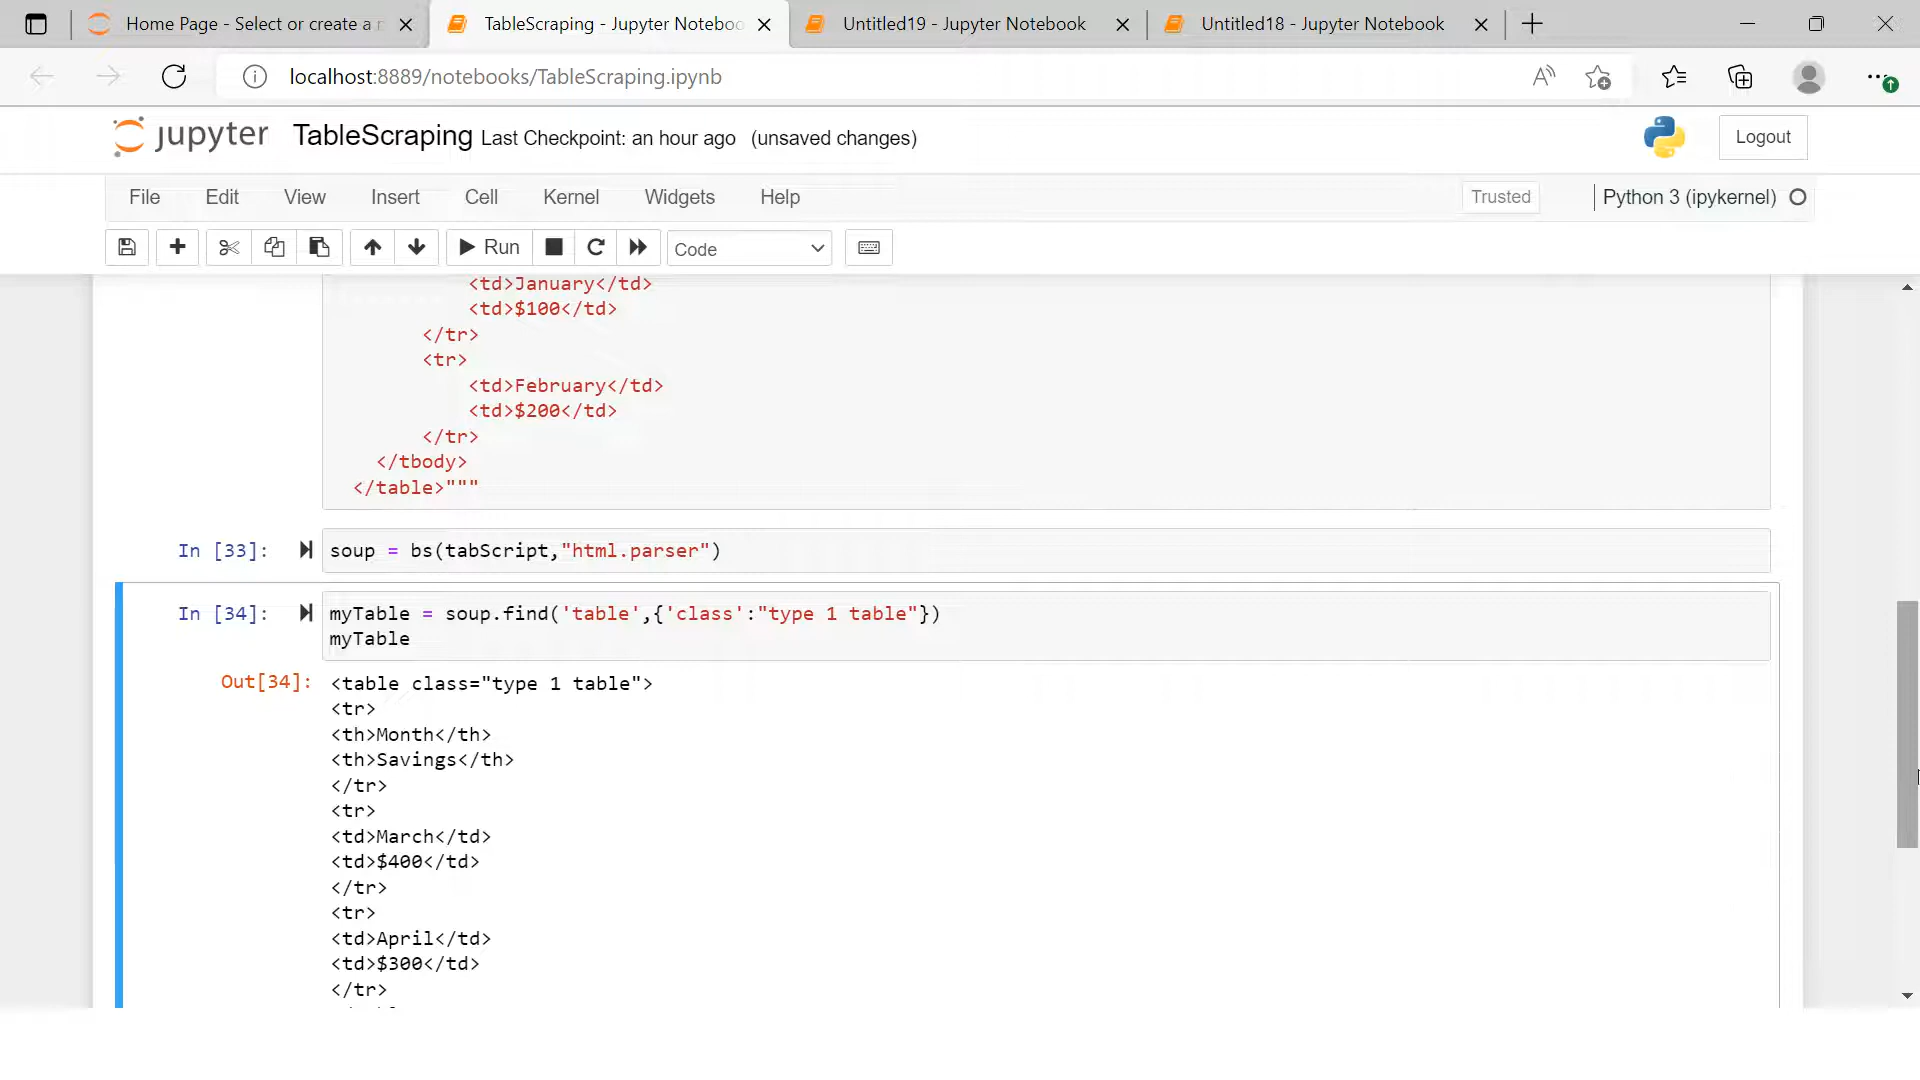 Home Page - Select or create a n
TableScraping - Jupyter Noteboo
Untitled19 - Jupyter Notebook
Untitled18 - Jupyter Notebook
localhost:8889/notebooks/TableScraping.ipynb
jupyter TableScraping Last Checkpoint: an hour ago (unsaved changes)
Logout
File Edit View Insert Cell Kernel Widgets Help
Trusted
Python 3 (ipykernel)
Run
Code
<td>January</td>
<td>$100</td>
</tr>
<tr>
<td>February</td>
<td>$200</td>
</tr>
</tbody>
</table>"""
In [33]: soup = bs(tabScript,"html.parser")
In [34]: myTable = soup.find('table',{'class':"type 1 table"})
myTable
Out[34]: <table class="type 1 table">
<tr>
<th>Month</th>
<th>Savings</th>
</tr>
<tr>
<td>March</td>
<td>$400</td>
</tr>
<tr>
<td>April</td>
<td>$300</td>
</tr>